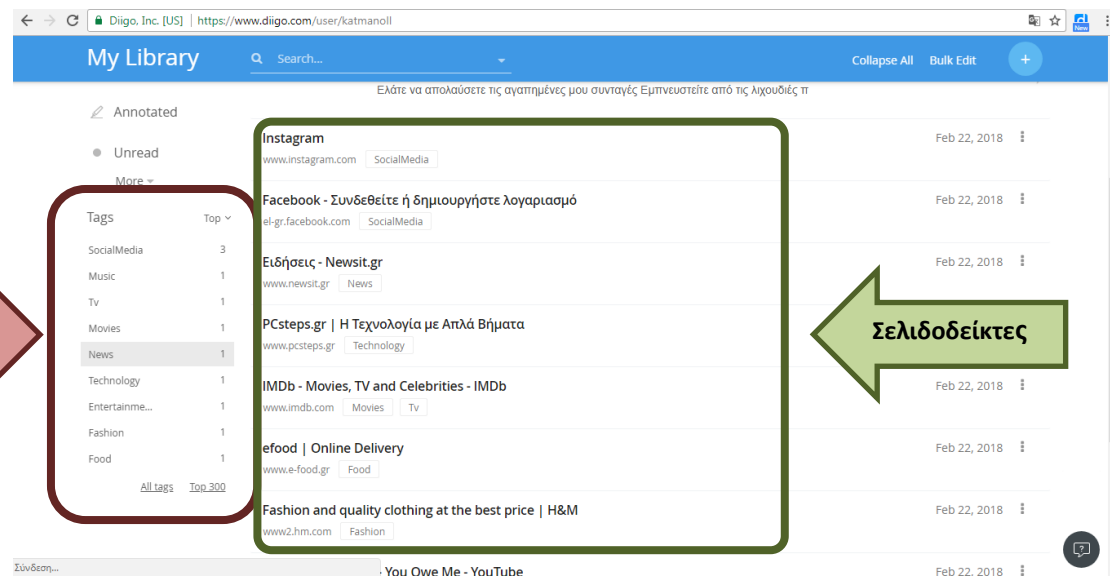 Diigo, Inc. [US] | https://www.diigo.com/user/katmanoll
New
My Library
Search...
Collapse All Bulk Edit
+
Ελάτε να απολαύσετε τις αγαπημένες μου συνταγές Εμπνευστείτε από τις λιχουδιές π
Annotated
Unread
More
Tags Top
SocialMedia 3
Music 1
Tv 1
Movies 1
News 1
Technology 1
Entertainme... 1
Fashion 1
Food 1
All tags Top 300
Instagram Feb 22, 2018
www.instagram.com SocialMedia
Facebook - Συνδεθείτε ή δημιουργήστε λογαριασμό Feb 22, 2018
el-gr.facebook.com SocialMedia
Ειδήσεις - Newsit.gr Feb 22, 2018
www.newsit.gr News
PCsteps.gr | Η Τεχνολογία με Απλά Βήματα
www.pcsteps.gr Technology
IMDb - Movies, TV and Celebrities - IMDb Feb 22, 2018
www.imdb.com Movies Tv
efood | Online Delivery Feb 22, 2018
www.e-food.gr Food
Fashion and quality clothing at the best price | H&M Feb 22, 2018
www2.hm.com Fashion
You Owe Me - YouTube Feb 22, 2018
Σελιδοδείκτες
Σύνδεση...